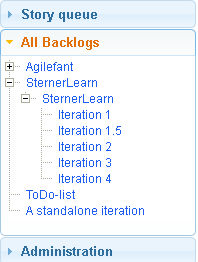 Story queue
All Backlogs
Agilefant
SternerLearn
SternerLearn
Iteration 1
Iteration 1.5
Iteration 2
Iteration 3
Iteration 4
ToDo-list
A standalone iteration
Administration